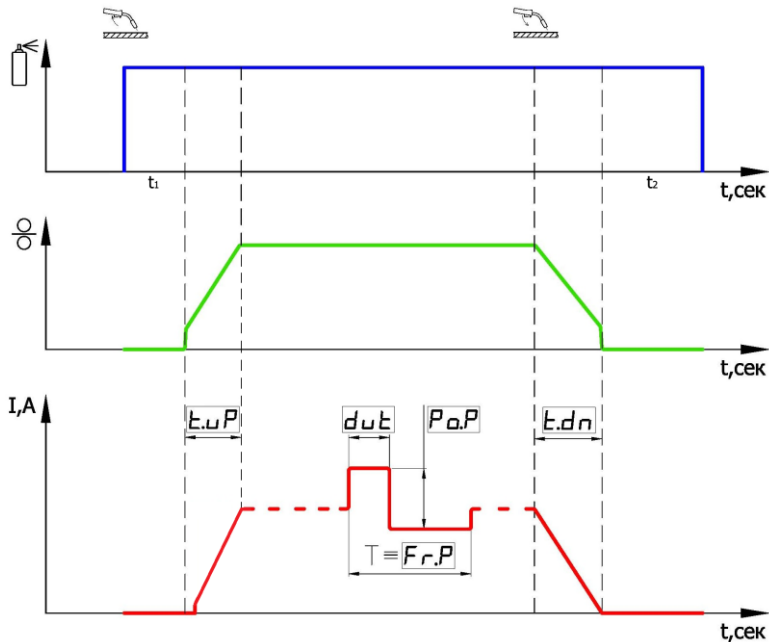 t₁
t₂
t,сек
t,сек
I,A
t.uP
dut
Po.P
t.dn
T = Fr.P
t,сек